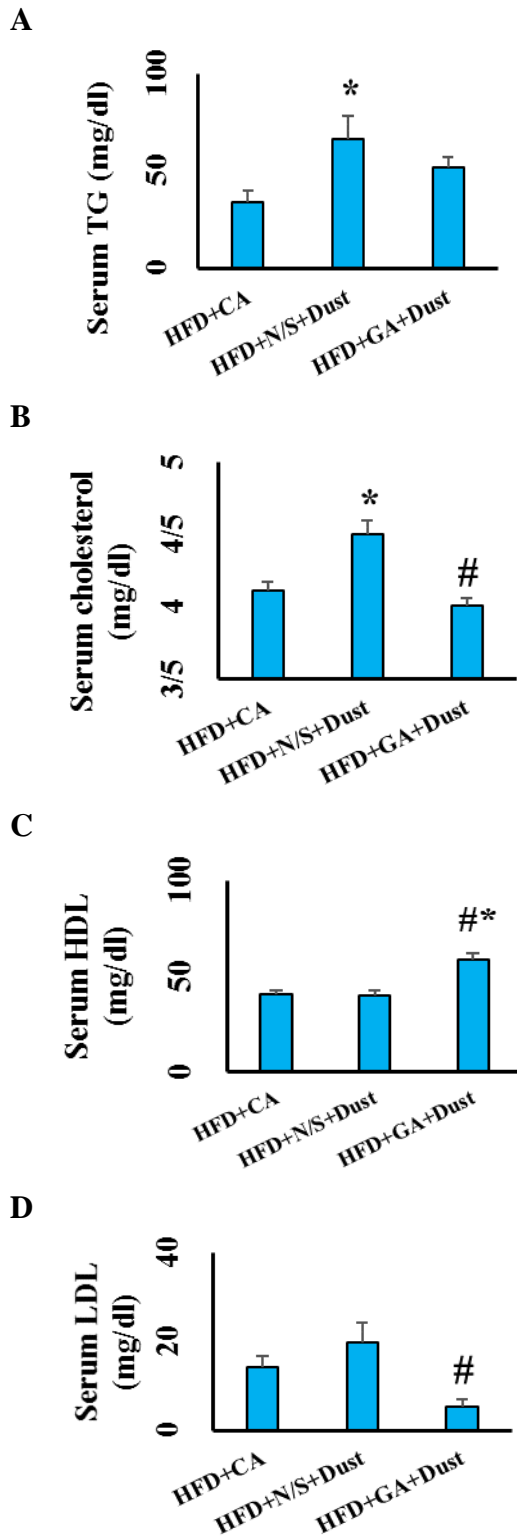 A
Serum TG (mg/dl)
100
50
0
*
HFD+CA
HFD+N/S+Dust
HFD+GA+Dust
B
Serum cholesterol
(mg/dl)
5
4/5
4
3/5
*
#
HFD+CA
HFD+N/S+Dust
HFD+GA+Dust
C
Serum HDL
(mg/dl)
100
50
0
#*
HFD+CA
HFD+N/S+Dust
HFD+GA+Dust
D
Serum LDL
(mg/dl)
40
20
0
#
HFD+CA
HFD+N/S+Dust
HFD+GA+Dust